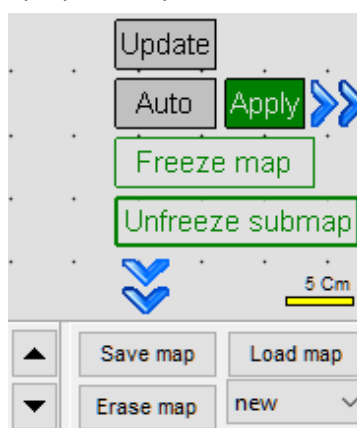 Update
Auto Apply
Freeze map
Unfreeze submap
5 Cm
Save map Load map
Erase map new